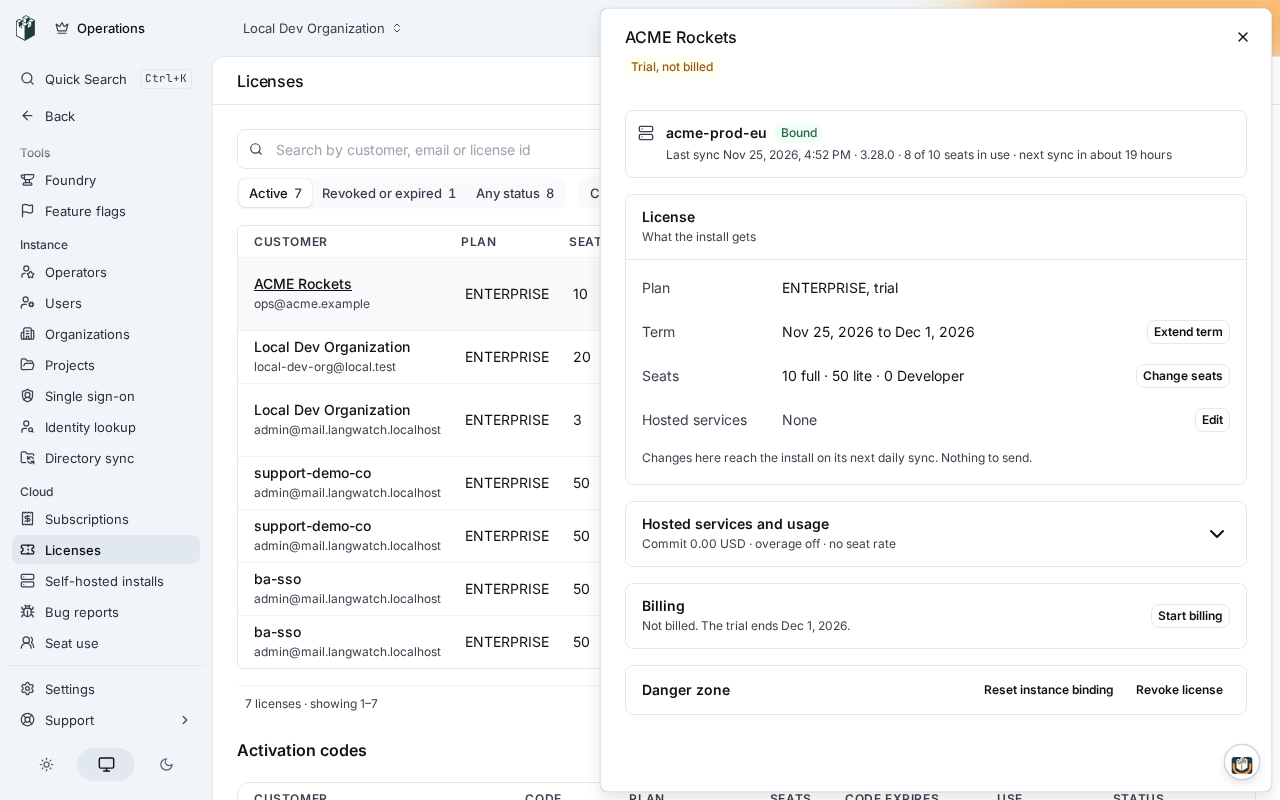 Operations
Local Dev Organization
Quick Search Ctrl+K
Back
Tools
Foundry
Feature flags
Instance
Operators
Users
Organizations
Projects
Single sign-on
Identity lookup
Directory sync
Cloud
Subscriptions
Licenses
Self-hosted installs
Bug reports
Seat use
Settings
Support
Licenses
Search by customer, email or license id
Active 7 Revoked or expired 1 Any status 8
CUSTOMER PLAN
ACME Rockets
ops@acme.example
ENTERPRISE 10
Local Dev Organization
local-dev-org@local.test
ENTERPRISE 20
Local Dev Organization
admin@mail.langwatch.localhost
ENTERPRISE 3
support-demo-co
admin@mail.langwatch.localhost
ENTERPRISE 50
support-demo-co
admin@mail.langwatch.localhost
ENTERPRISE 50
ba-sso
admin@mail.langwatch.localhost
ENTERPRISE 50
ba-sso
admin@mail.langwatch.localhost
ENTERPRISE 50
7 licenses · showing 1–7
Activation codes
CUSTOMER CODE PLAN SEATS CODE EXPIRES USE STATUS
ACME Rockets
Trial, not billed
acme-prod-eu Bound
Last sync Nov 25, 2026, 4:52 PM · 3.28.0 · 8 of 10 seats in use · next sync in about 19 hours
License
What the install gets
Plan ENTERPRISE, trial
Term Nov 25, 2026 to Dec 1, 2026 Extend term
Seats 10 full · 50 lite · 0 Developer Change seats
Hosted services None Edit
Changes here reach the install on its next daily sync. Nothing to send.
Hosted services and usage
Commit 0.00 USD · overage off · no seat rate
Billing
Not billed. The trial ends Dec 1, 2026.
Start billing
Danger zone Reset instance binding Revoke license